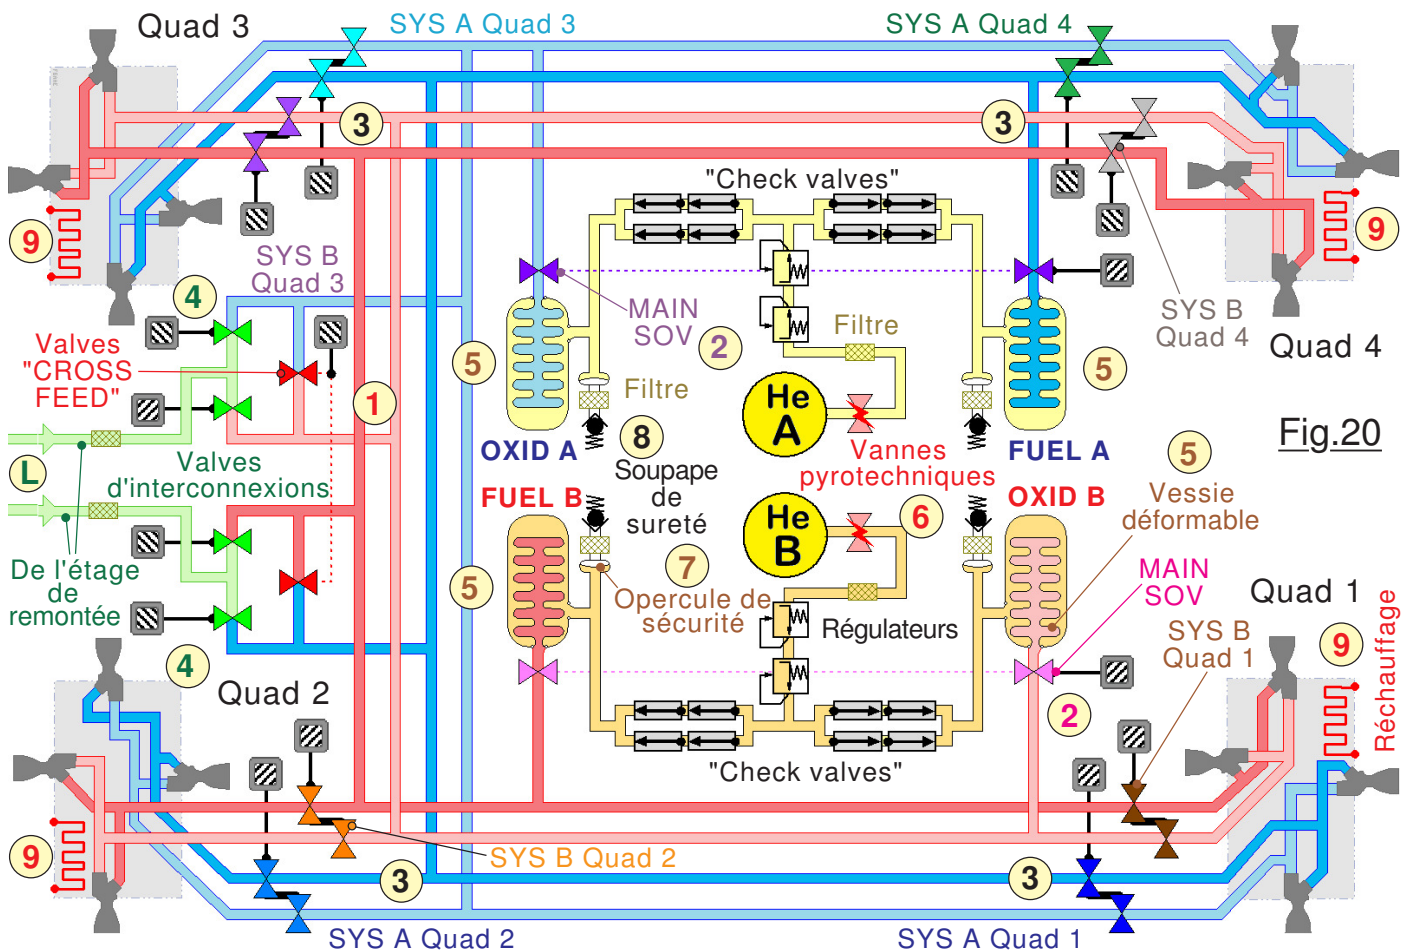 Quad 3
SYS A Quad 3
SYS A Quad 4
3
3
"Check valves"
9
9
SYS B
Quad 3
4
MAIN
SOV
2
Filtre
SYS B
Quad 4
Quad 4
Valves
"CROSS
FEED"
5
5
1
Filtre
He
A
OXID A
8
FUEL A
Fig.20
L
Valves
d'interconnexions
Soupape
de
sureté
Vannes
pyrotechniques
5
Vessie
déformable
FUEL B
OXID B
He
B
6
De l'étage
de
remontée
5
7
Opercule de
sécurité
Régulateurs
MAIN
SOV
Quad 1
SYS B
Quad 1
9
Réchauffage
4
Quad 2
2
"Check valves"
9
SYS B Quad 2
3
3
SYS A Quad 2
SYS A Quad 1